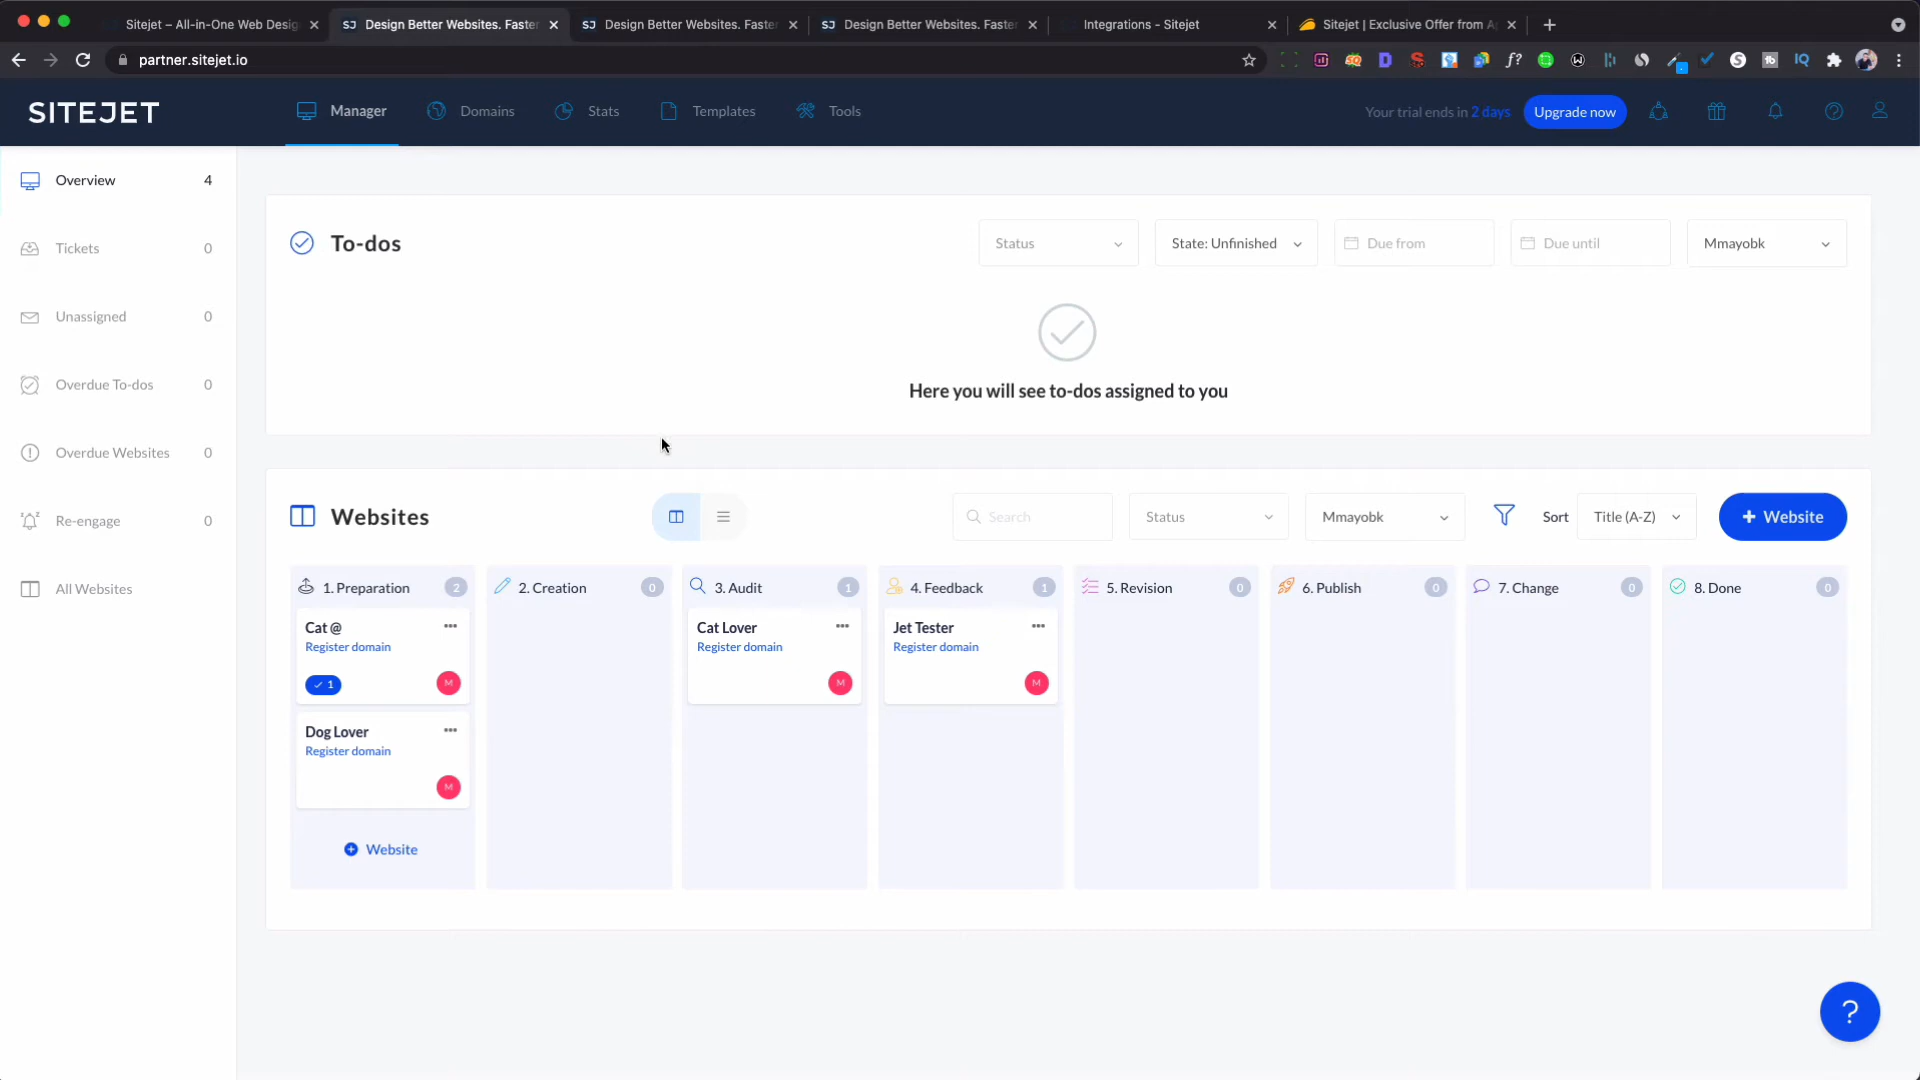 Sitejet – All-in-One Web Desig
SJ Design Better Websites. Faster
SJ Design Better Websites. Faster
SJ Design Better Websites. Faster
Integrations - Sitejet
Sitejet | Exclusive Offer from A
partner.sitejet.io
SITEJET
Manager
Domains
Stats
Templates
Tools
Your trial ends in 2 days
Upgrade now
Overview 4
Tickets 0
Unassigned 0
Overdue To-dos 0
Overdue Websites 0
Re-engage 0
All Websites
To-dos
Status
State: Unfinished
Due from
Due until
Mmayobk
Here you will see to-dos assigned to you
Websites
Search
Status
Mmayobk
Sort
Title (A-Z)
+ Website
1. Preparation 2
2. Creation 0
3. Audit 1
4. Feedback 1
5. Revision 0
6. Publish 0
7. Change 0
8. Done 0
Cat @
Register domain
1
M
Dog Lover
Register domain
M
Website
Cat Lover
Register domain
M
Jet Tester
Register domain
M
?